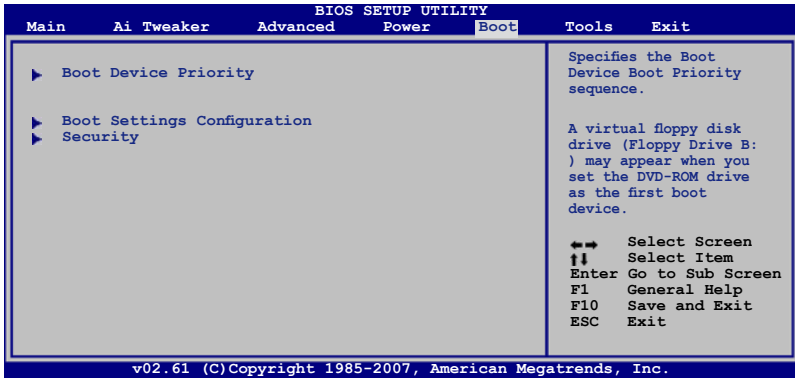 BIOS SETUP UTILITY
Main Ai Tweaker Advanced Power Boot Tools Exit
Boot Device Priority
Boot Settings Configuration
Security
Specifies the Boot
Device Boot Priority
sequence.
A virtual floppy disk
drive (Floppy Drive B:
) may appear when you
set the DVD-ROM drive
as the first boot
device.
Select Screen
Select Item
Enter Go to Sub Screen
F1 General Help
F10 Save and Exit
ESC Exit
v02.61 (C)Copyright 1985-2007, American Megatrends, Inc.